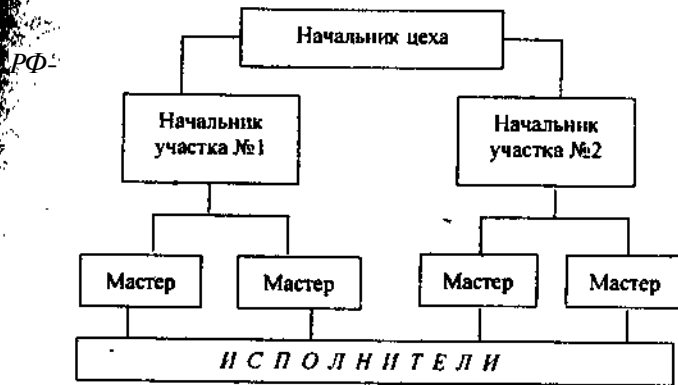 Начальник цеха
РФ-
Начальник
участка №1
Начальник
участка №2
Мастер
Мастер
Мастер
Мастер
ИСПОЛНИТЕЛИ